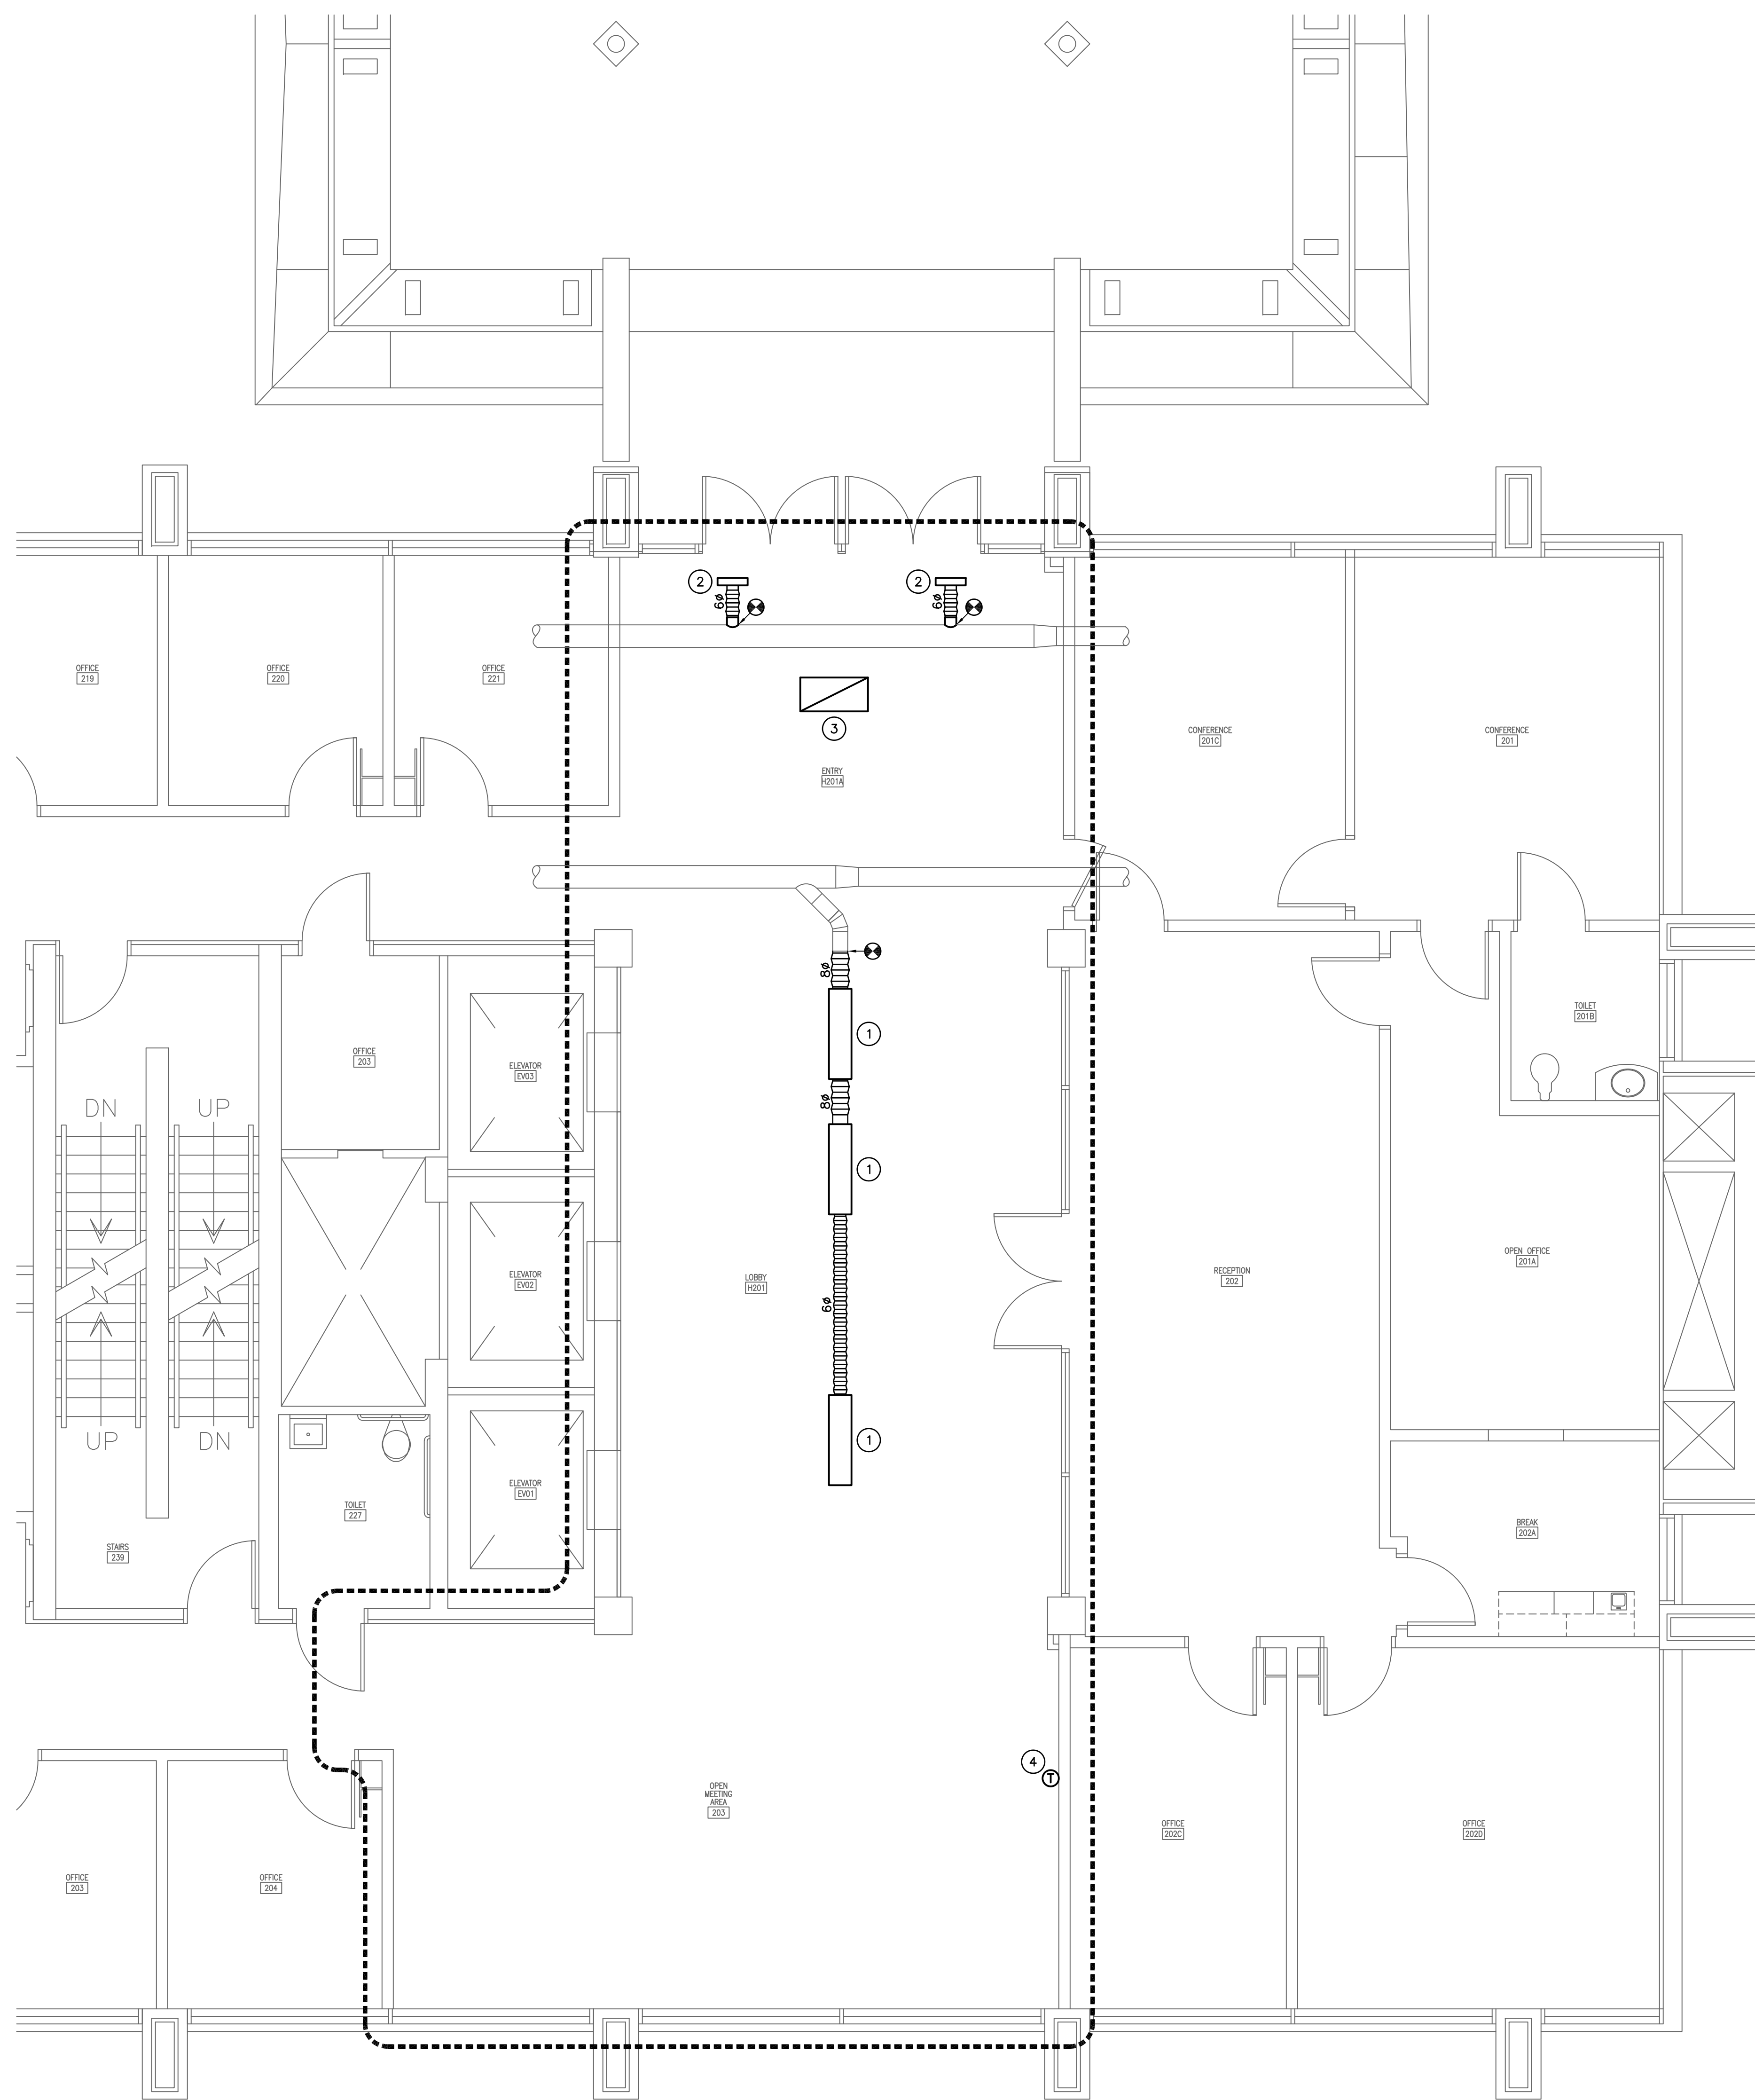 2
6ø
2
6ø
OFFICE
219
OFFICE
220
OFFICE
221
3
CONFERENCE
201C
CONFERENCE
201
ENTRY
H201A
8ø
1
TOILET
201B
OFFICE
203
ELEVATOR
EV03
DN
UP
8ø
1
OPEN OFFICE
201A
RECEPTION
202
ELEVATOR
EV02
LOBBY
H201
6ø
UP
DN
1
ELEVATOR
EV01
TOILET
227
BREAK
202A
STAIRS
239
4
T
OPEN
MEETING
AREA
203
OFFICE
202C
OFFICE
202D
OFFICE
203
OFFICE
204